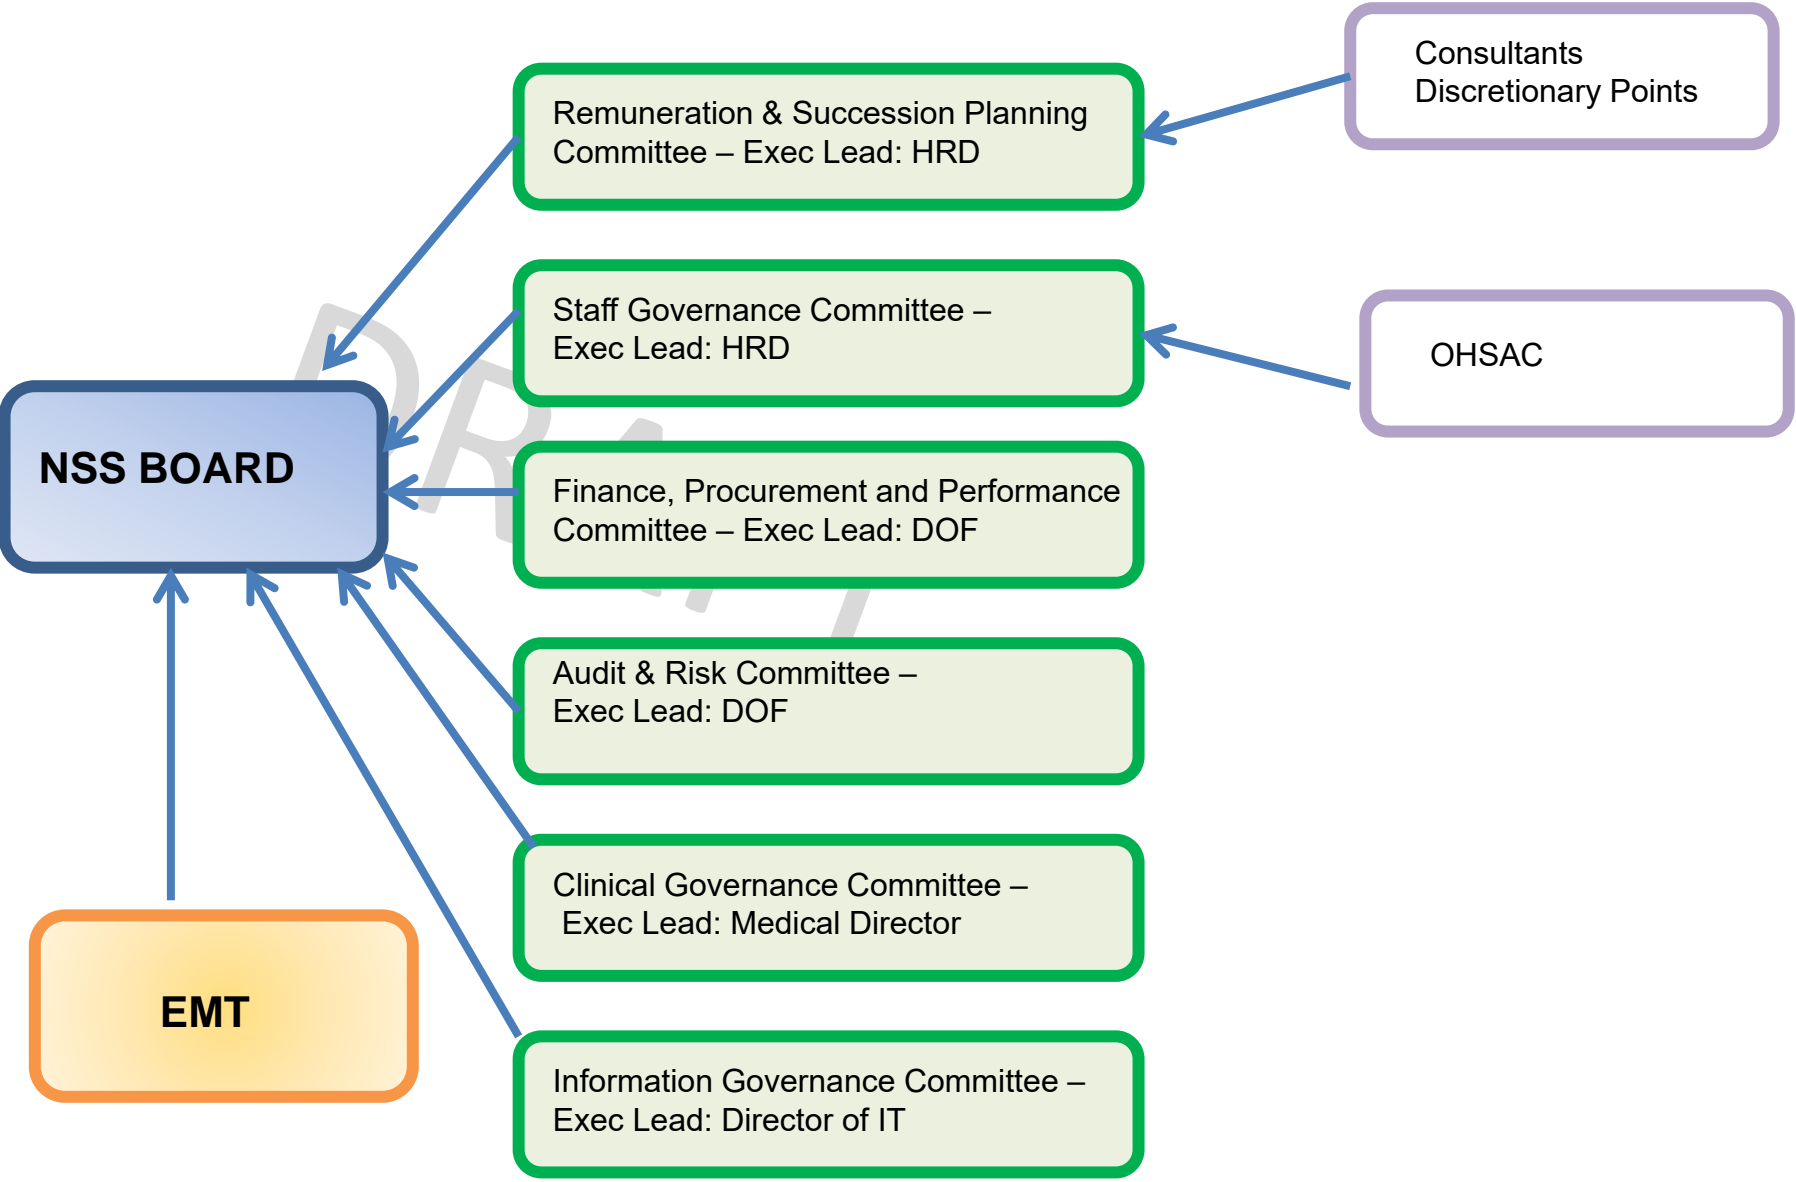 Consultants
Discretionary Points
Remuneration & Succession Planning
Committee – Exec Lead: HRD
Staff Governance Committee –
Exec Lead: HRD
OHSAC
NSS BOARD
Finance, Procurement and Performance
Committee – Exec Lead: DOF
Audit & Risk Committee –
Exec Lead: DOF
Clinical Governance Committee –
Exec Lead: Medical Director
EMT
Information Governance Committee –
Exec Lead: Director of IT
DRAFT